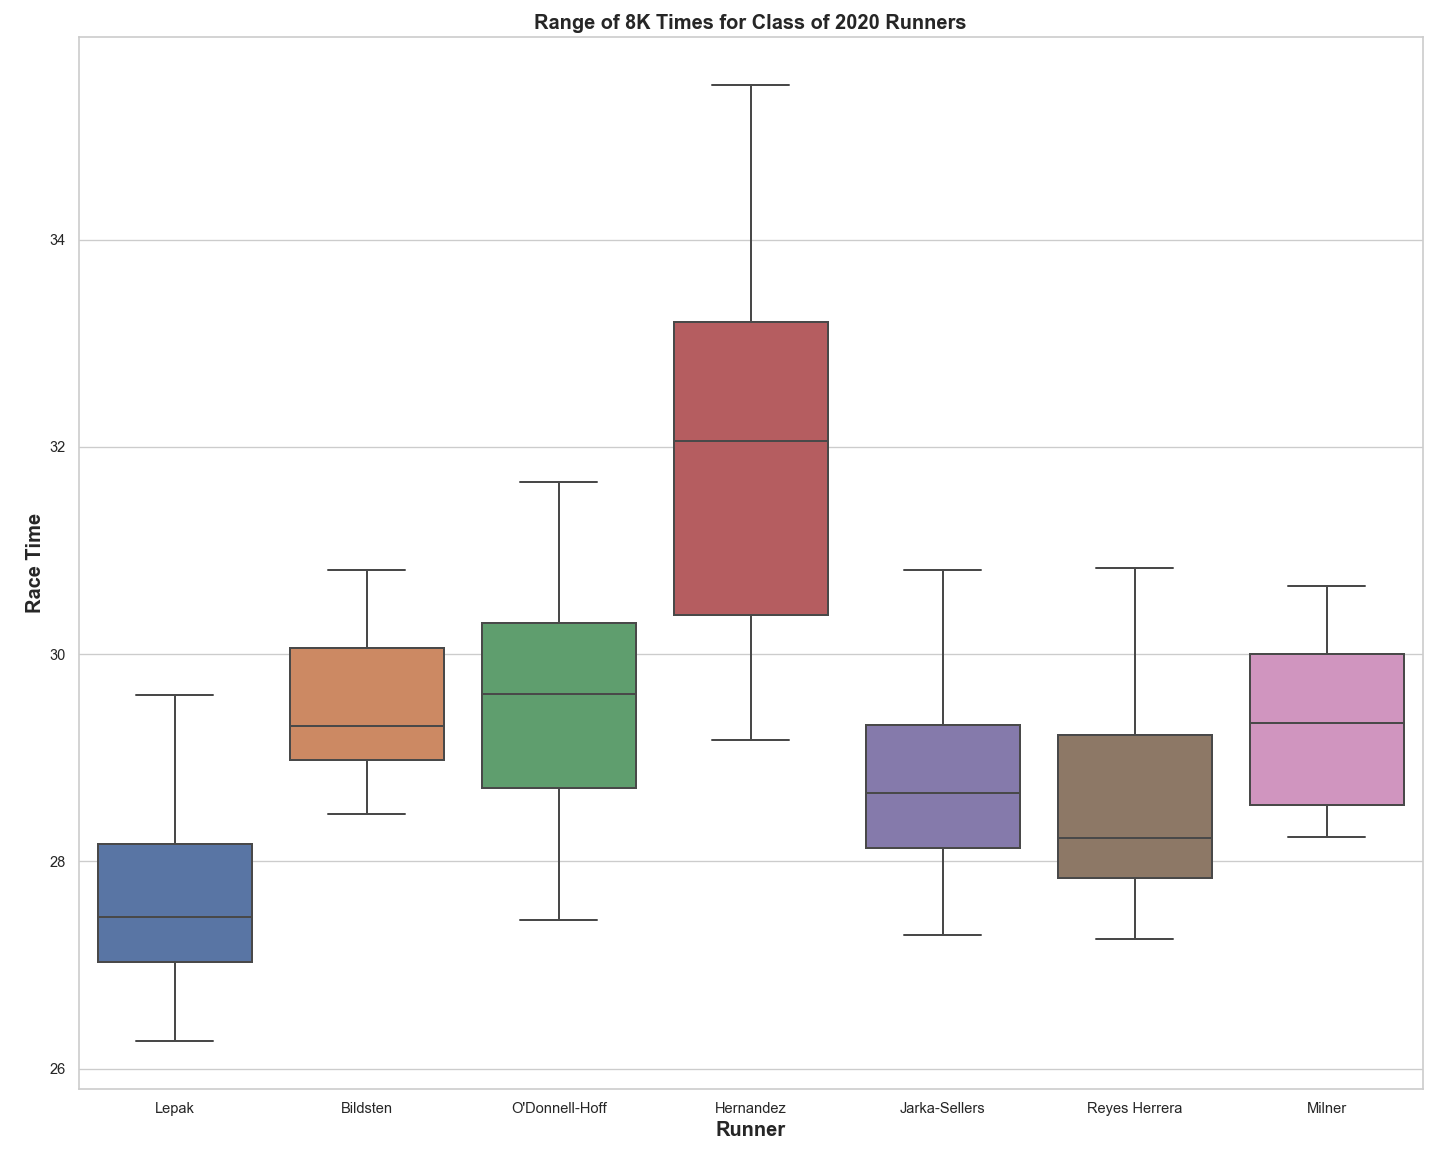 Range of 8K Times for Class of 2020 Runners
34
32
30
28
26
Race Time
Lepak Bildsten O'Donnell-Hoff Hernandez Jarka-Sellers Reyes Herrera Milner
Runner